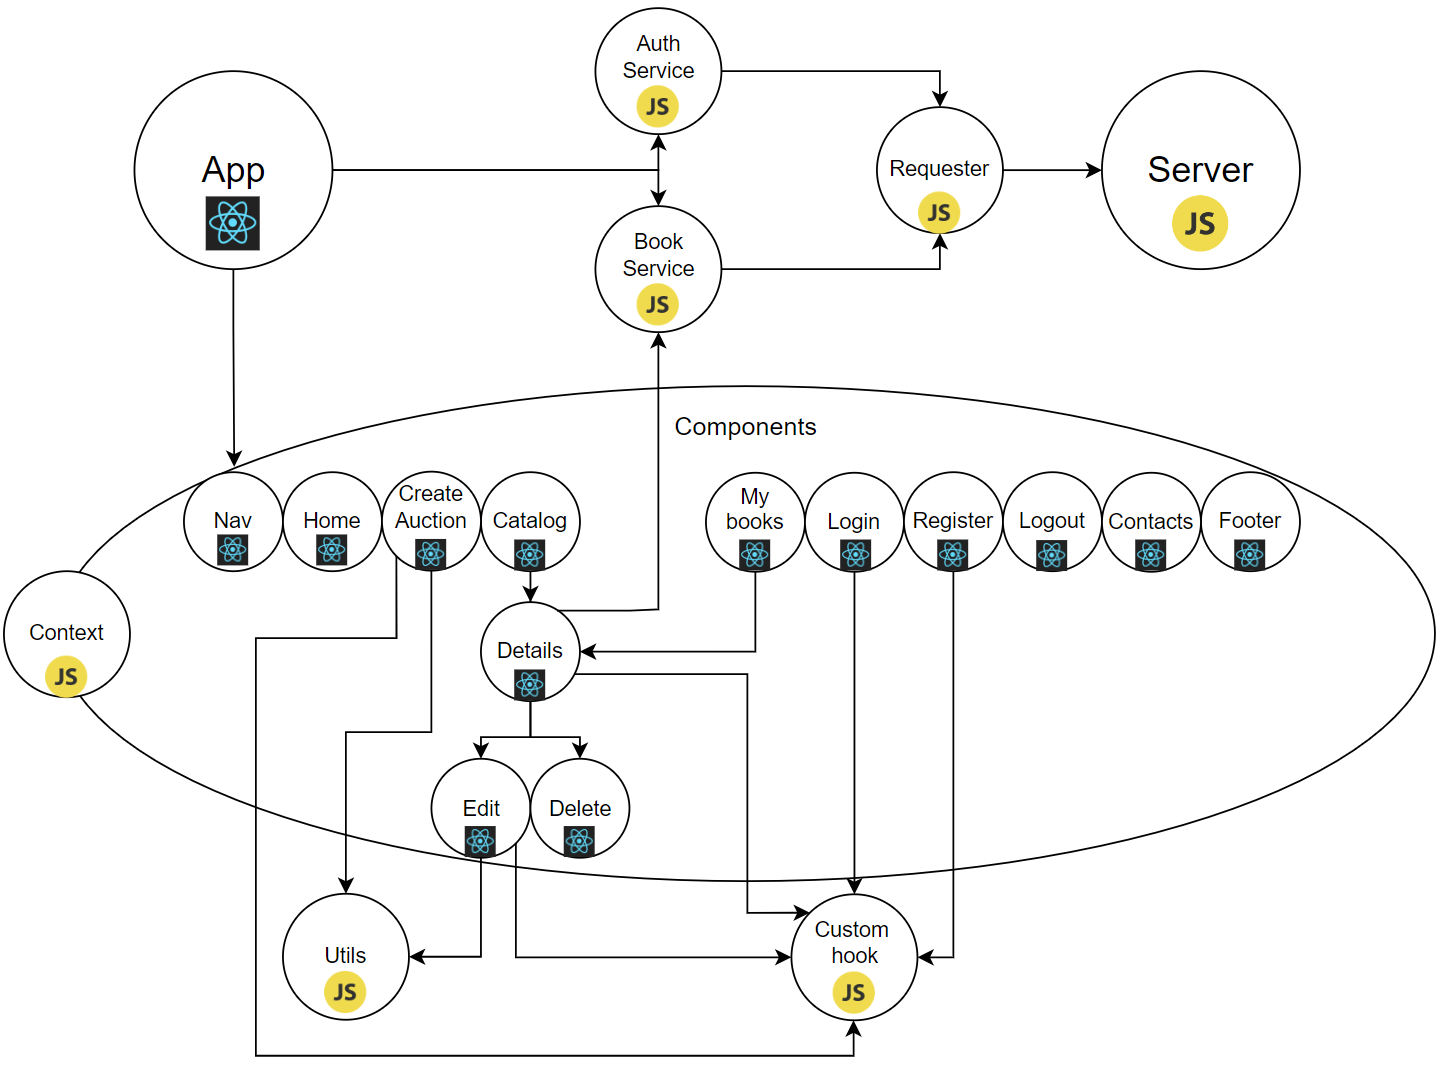 Auth
Service
JS
App
Requester
JS
Server
JS
Book
Service
JS
Components
Nav
Home
Create
Auction
Catalog
My
books
Login
Register
Logout
Contacts
Footer
Context
JS
Details
Edit
Delete
Utils
JS
Custom
hook
JS